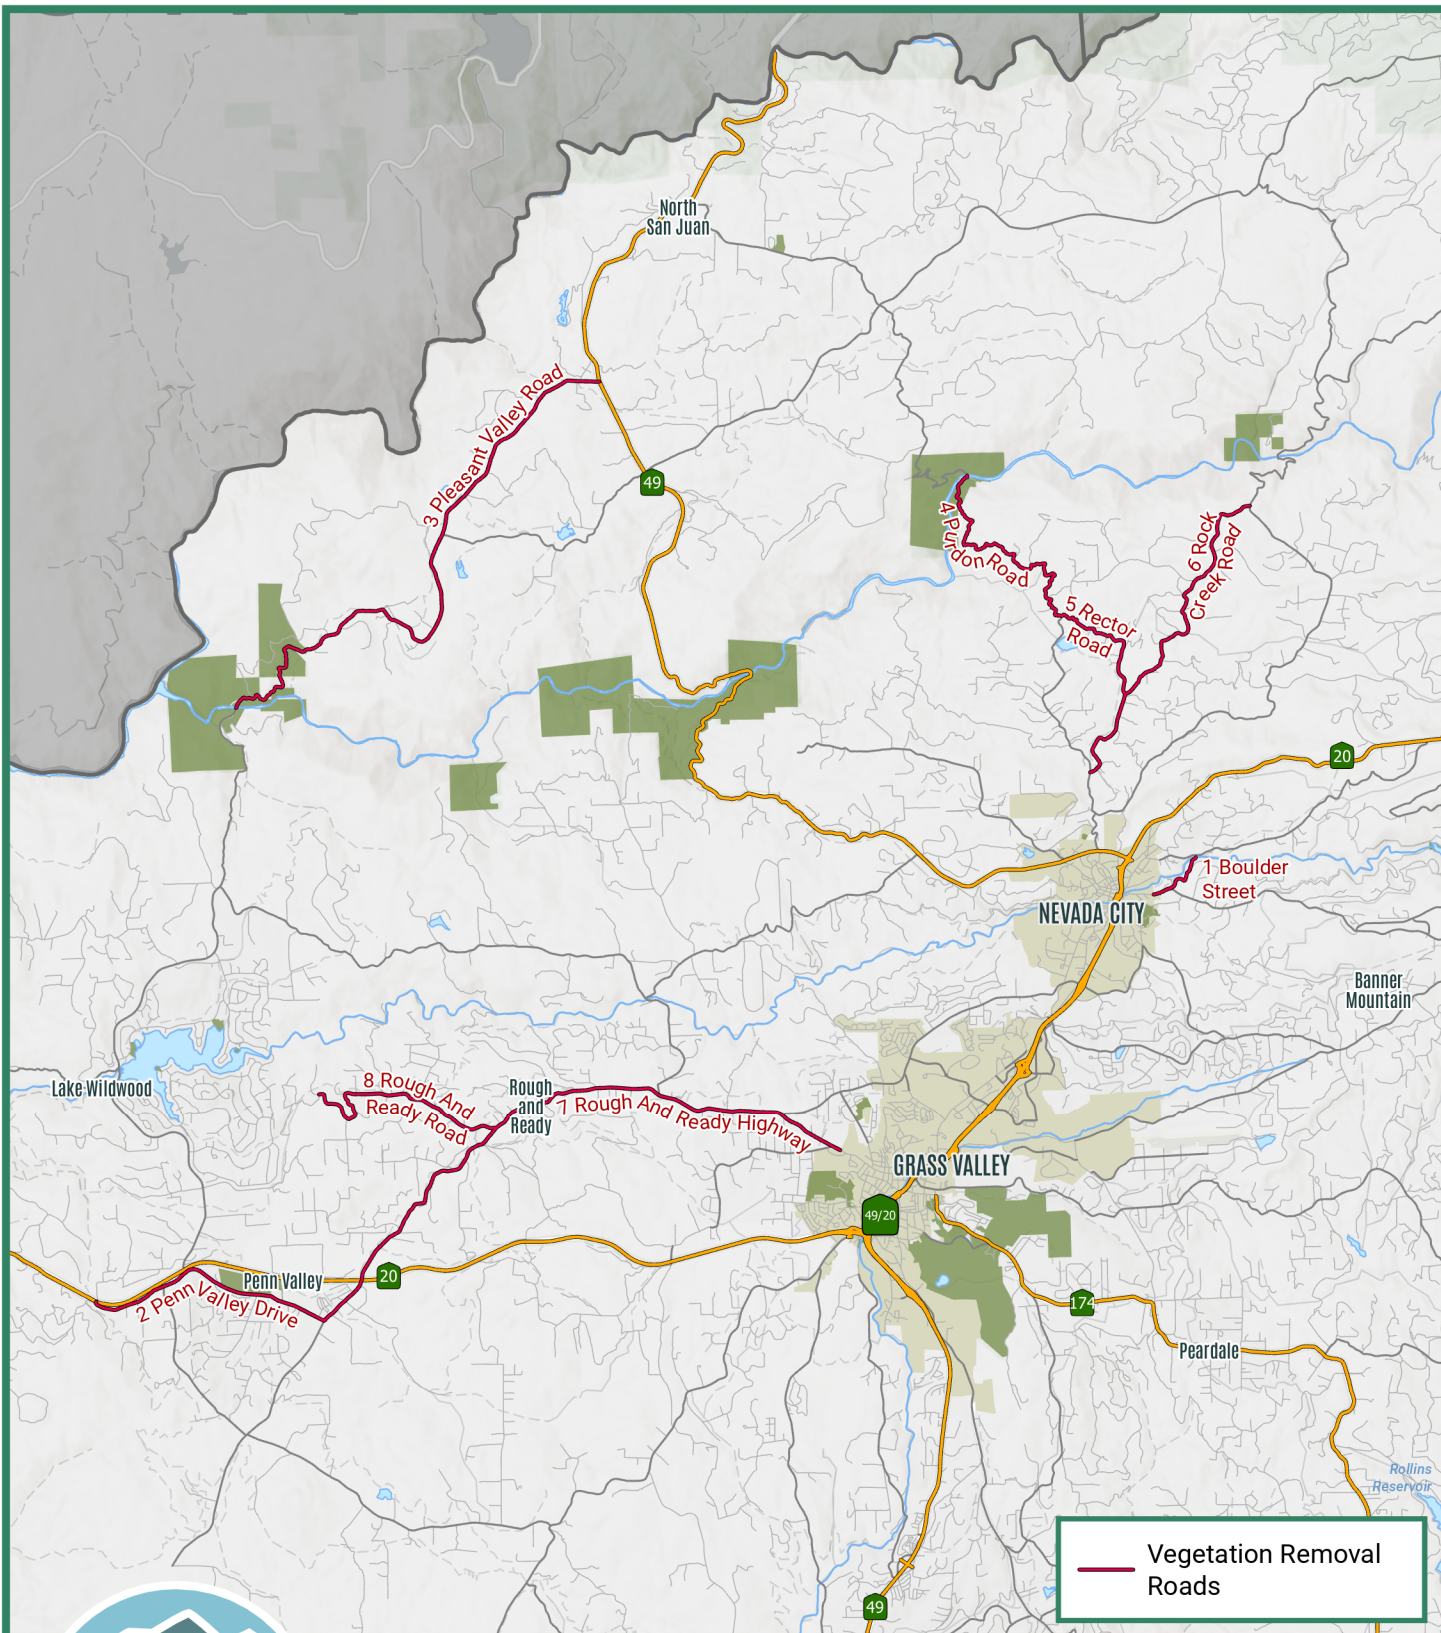 North
San Juan
3 Pleasant Valley Road
49
4 Purdon Road
5 Rector
Road
6 Rock
Creek Road
20
1 Boulder
Street
NEVADA CITY
Banner
Mountain
Lake Wildwood
8 Rough And
Ready Road
Rough
and
Ready
7 Rough And Ready Highway
GRASS VALLEY
49/20
Penn Valley
20
2 Penn Valley Drive
174
Peardale
Rollins
Reservoir
Vegetation Removal
Roads
49